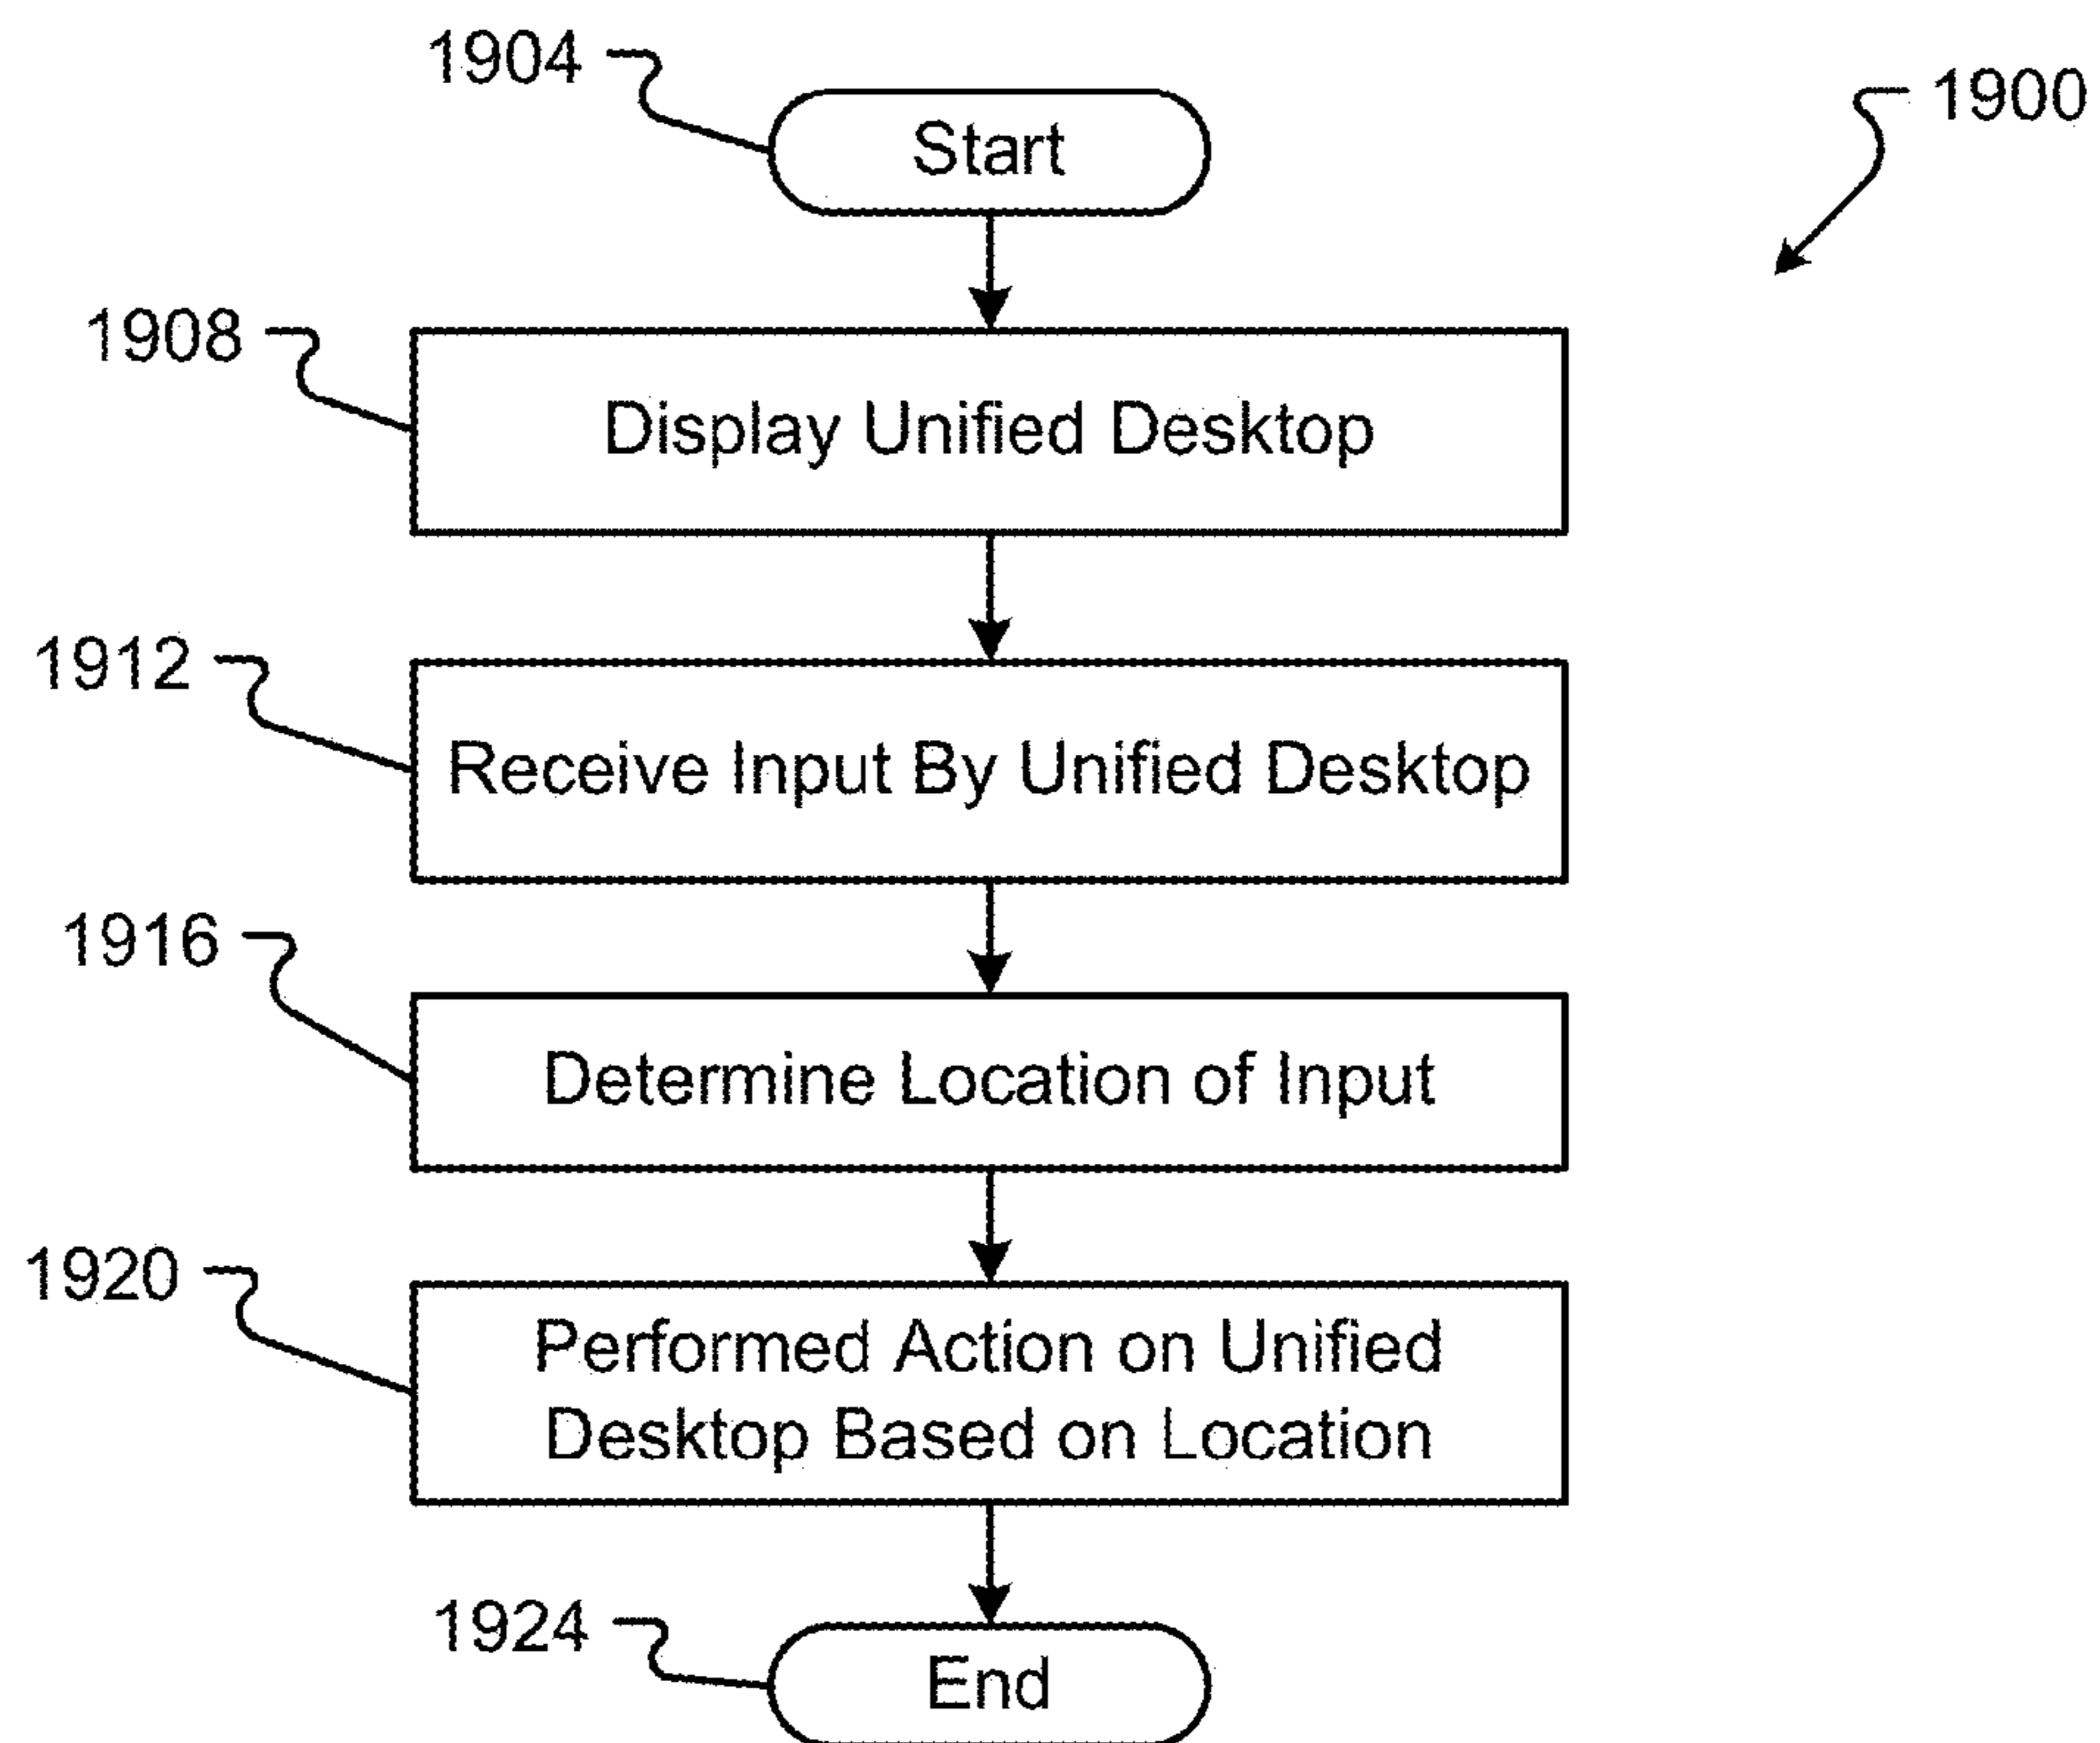 1904
Start
1900
1908
Display Unified Desktop
1912
Receive Input By Unified Desktop
1916
Determine Location of Input
1920
Performed Action on Unified
Desktop Based on Location
1924
End